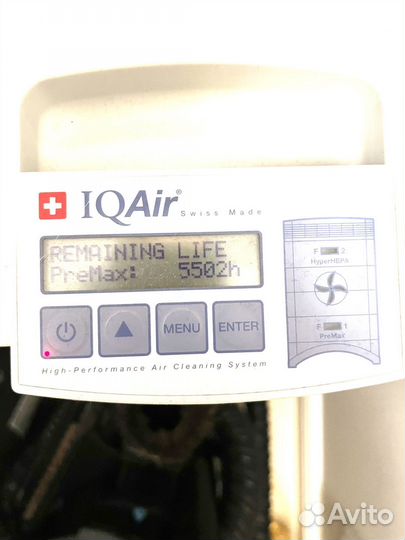 IQAir®
Swiss Made
REMAINING LIFE
PreMax: 5502h
MENU
ENTER
High-Performance Air Cleaning System
F 2
HyperHEPA
F 1
PreMax
Avito